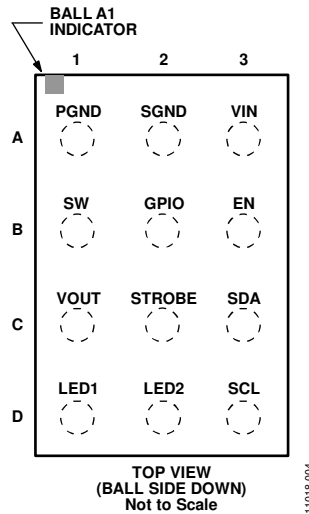 BALL A1
INDICATOR
1 2 3
PGND SGND VIN
A
SW GPIO EN
B
VOUT STROBE SDA
C
LED1 LED2 SCL
D
TOP VIEW
(BALL SIDE DOWN)
Not to Scale
11018-004